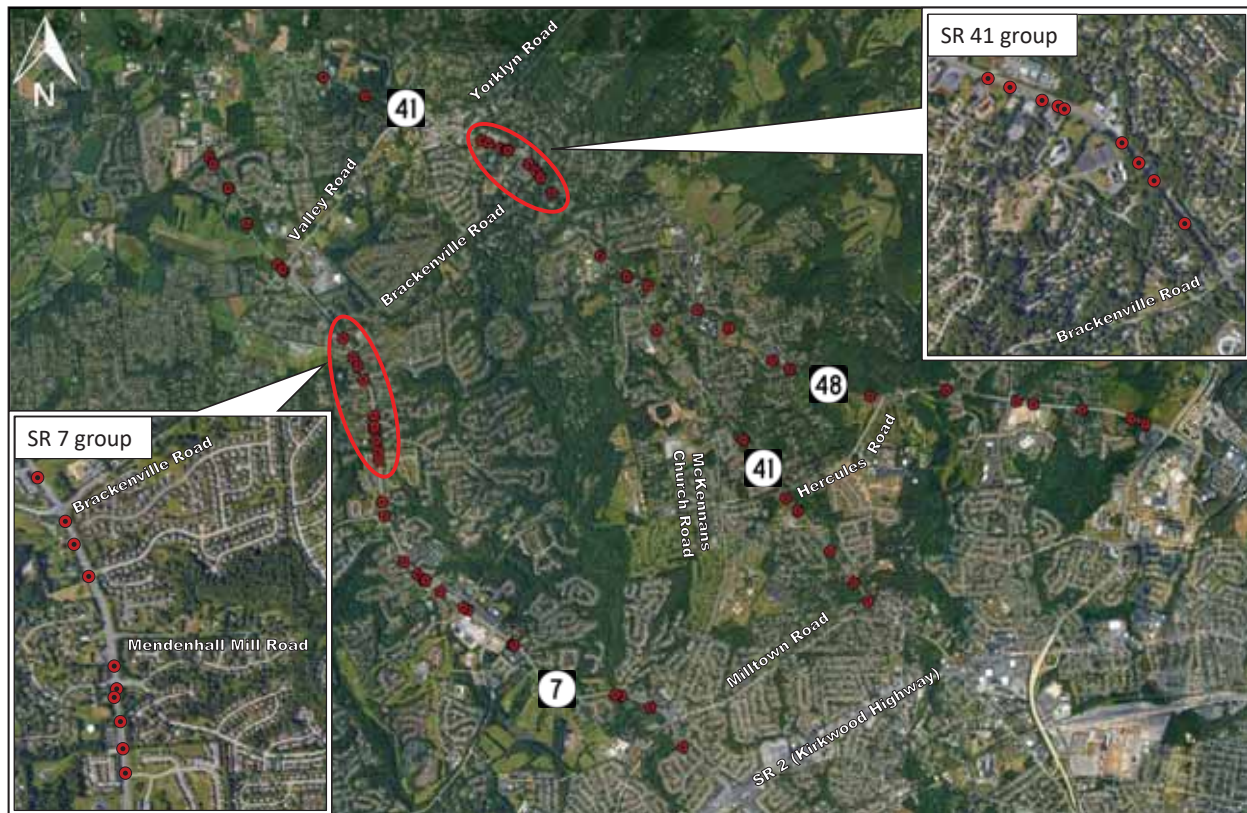 SR 41 group
Yorklyn Road
N
41
Valley Road
Brackenville Road
Brackenville Road
48
SR 7 group
Brackenville Road
41
Hercules Road
McKennans
Church Road
Mendenhall Mill Road
Milltown Road
7
SR 2 (Kirkwood Highway)